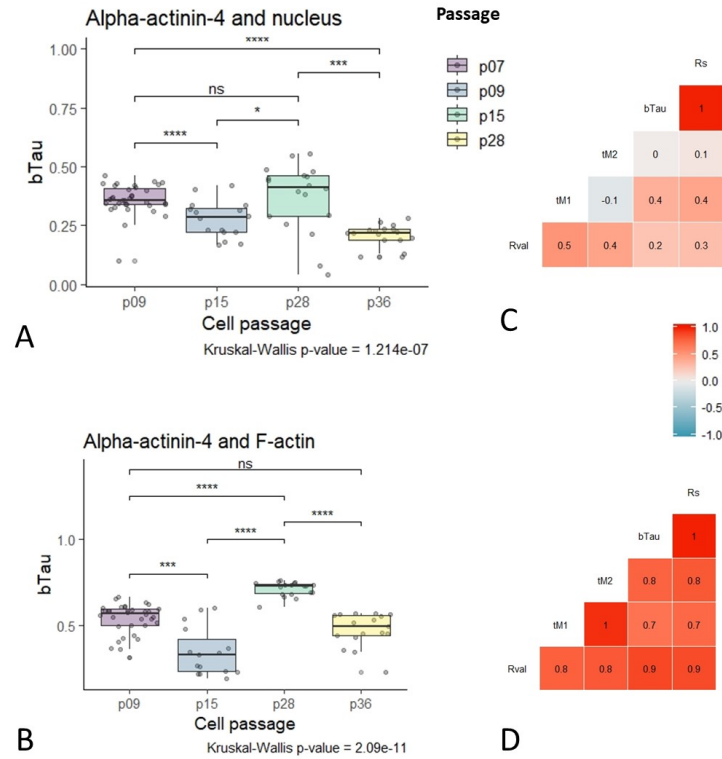 Alpha-actinin-4 and nucleus
1.00
0.75
0.50
0.25
0.00
bTau
****
***
ns
*
****
p09
p15
p28
p36
Cell passage
Kruskal-Wallis p-value = 1.214e-07
A
Passage
p07
p09
p15
p28
Rs
bTau
1
tM2
0
0.1
tM1
-0.1
0.4
0.4
Rval
0.5
0.4
0.2
0.3
C
1.0
0.5
0.0
-0.5
-1.0
Alpha-actinin-4 and F-actin
ns
****
****
****
***
1.0
0.5
bTau
p09
p15
p28
p36
Cell passage
Kruskal-Wallis p-value = 2.09e-11
B
Rs
bTau
1
tM2
0.8
0.8
tM1
1
0.7
0.7
Rval
0.8
0.8
0.9
0.9
D